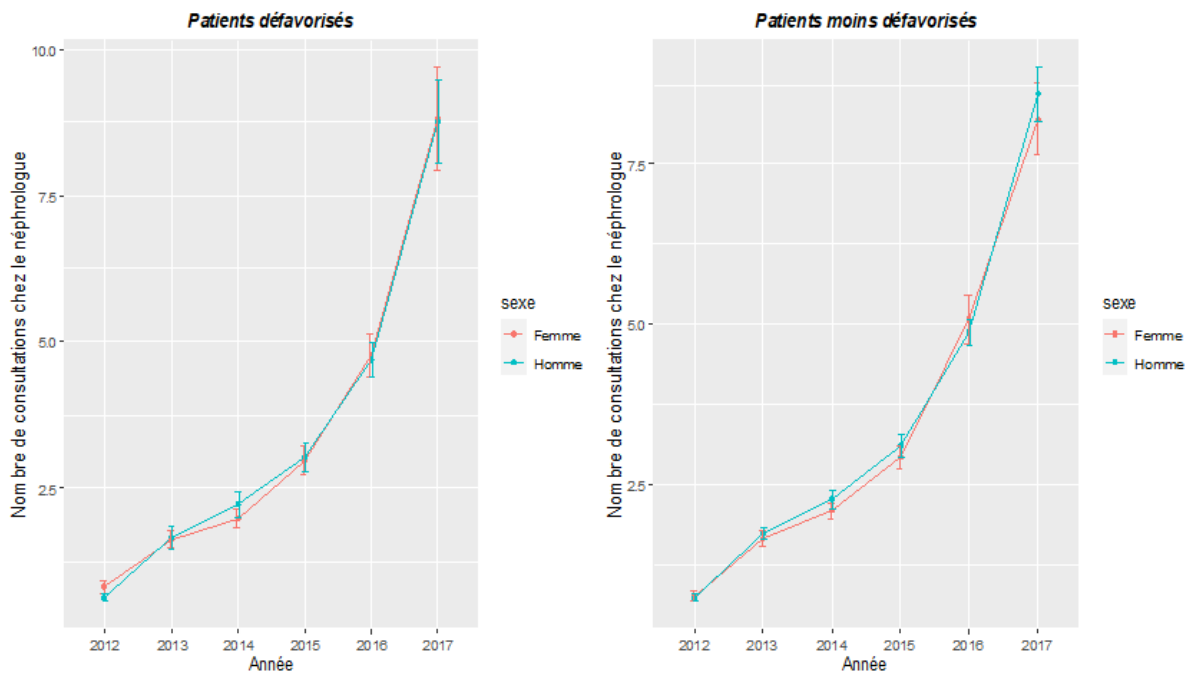 Patients défavorisés
10.0
7.5
5.0
2.5
Nom bre de consultations chez le néphrologue
2012 2013 2014 2015 2016 2017
Année
sexe
Femme
Homme
Patients moins défavorisés
7.5
5.0
2.5
Nom bre de consultations chez le néphrologue
2012 2013 2014 2015 2016 2017
Année
sexe
Femme
Homme